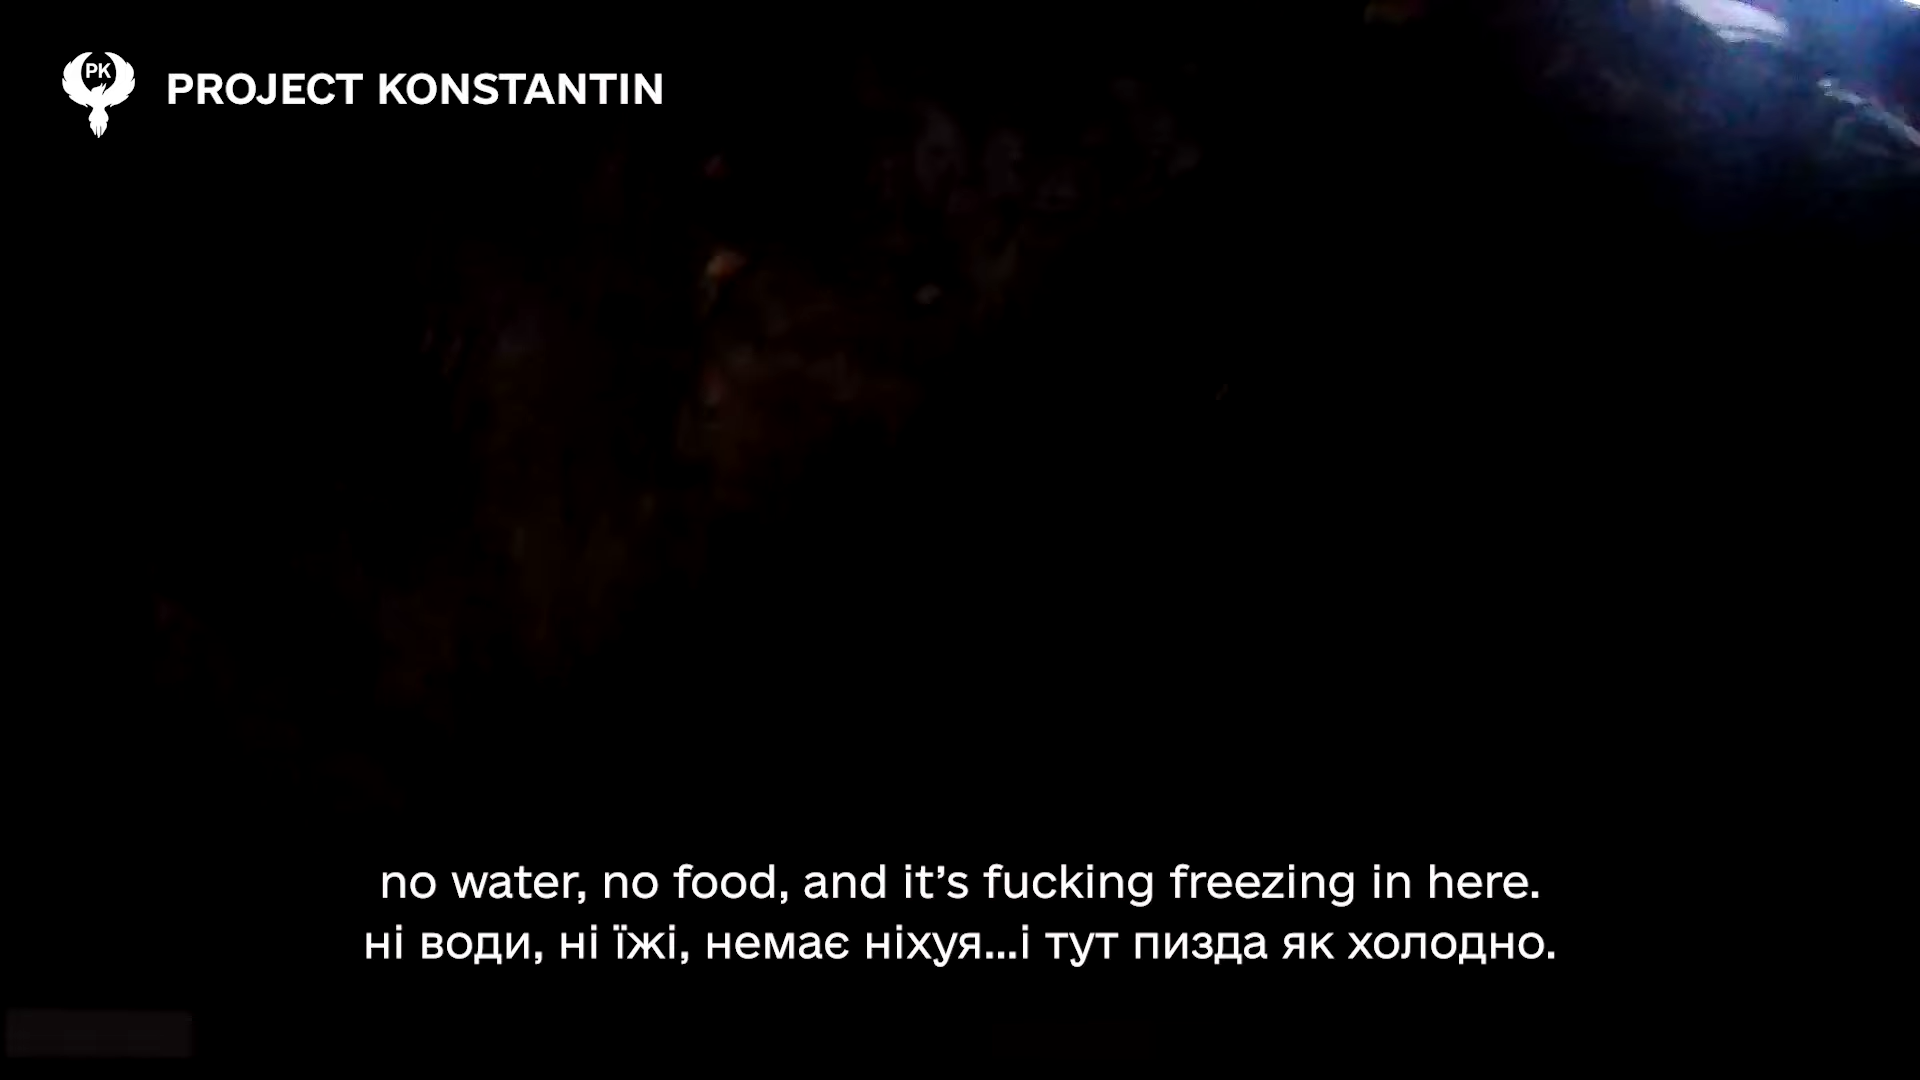 PK
PROJECT KONSTANTIN
no water, no food, and it’s fucking freezing in here.
ні води, ні їжі, немає ніхуя...і тут пизда як холодно.